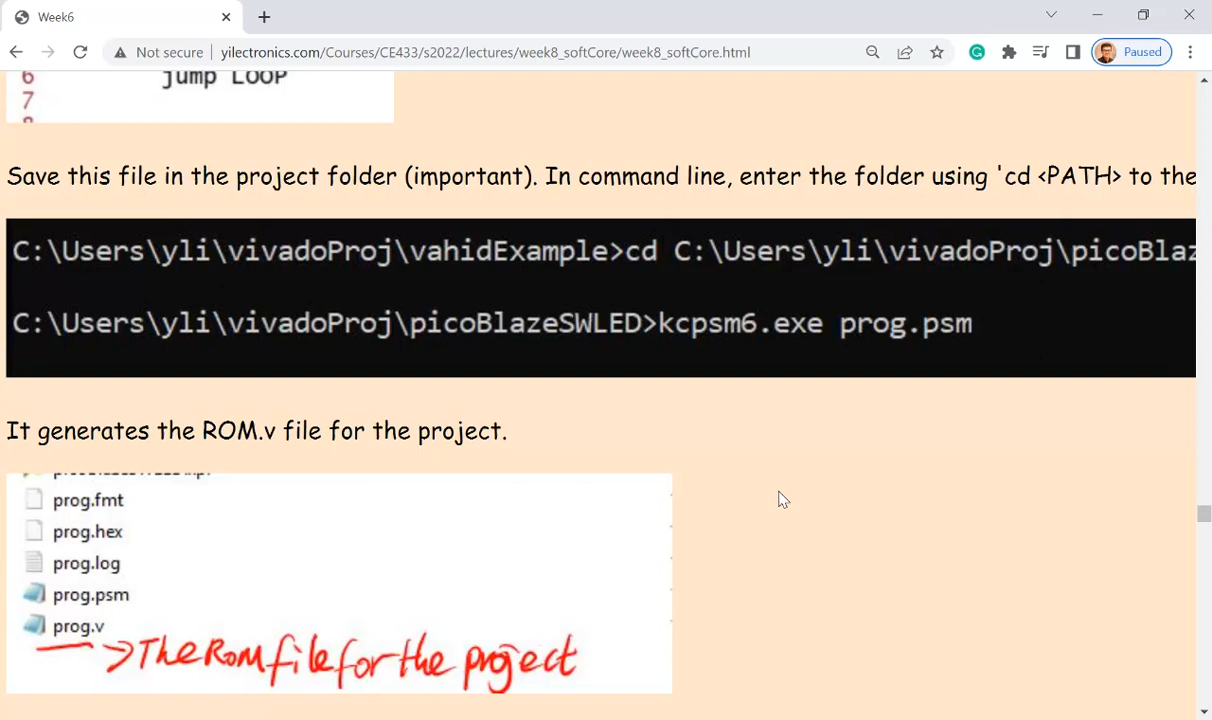 Week6
Not secure
yilectronics.com/Courses/CE433/s2022/lectures/week8_softCore/week8_softCore.html
Paused
6 jump LOOP
7
Save this file in the project folder (important). In command line, enter the folder using 'cd <PATH> to the
C:\Users\yli\vivadoProj\vahidExample>cd C:\Users\yli\vivadoProj\picoBlaze
C:\Users\yli\vivadoProj\picoBlazeSWLED>kcpsm6.exe prog.psm
It generates the ROM.v file for the project.
prog.fmt
prog.hex
prog.log
prog.psm
prog.v
The Rom file for the project